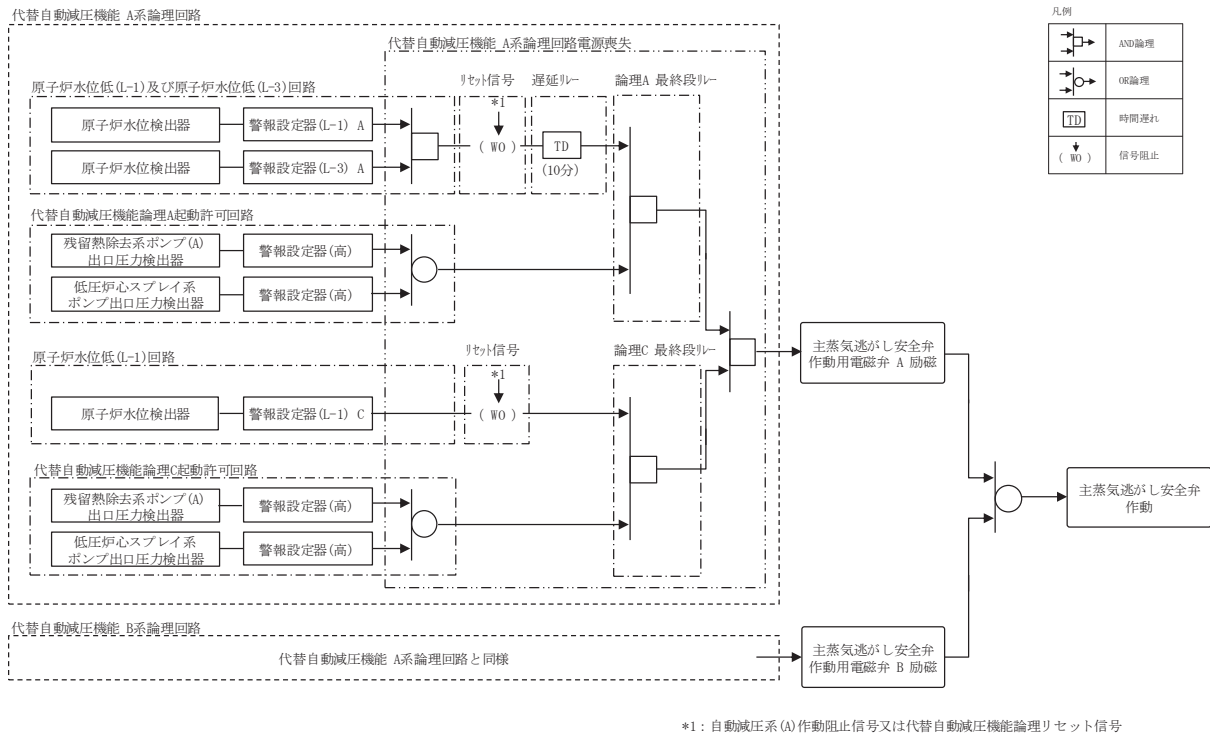 代替自動減圧機能 A系論理回路
代替自動減圧機能 A系論理回路電源喪失
原子炉水位低(L-1)及び原子炉水位低(L-3)回路
リセット信号
遅延リレー
論理A 最終段リレー
*1
原子炉水位検出器
警報設定器(L-1) A
( WO )
TD
(10分)
原子炉水位検出器
警報設定器(L-3) A
代替自動減圧機能論理A起動許可回路
残留熱除去系ポンプ(A)
出口圧力検出器
警報設定器(高)
低圧炉心スプレイ系
ポンプ出口圧力検出器
警報設定器(高)
原子炉水位低(L-1)回路
リセット信号
論理C 最終段リレー
*1
原子炉水位検出器
警報設定器(L-1) C
( WO )
代替自動減圧機能論理C起動許可回路
残留熱除去系ポンプ(A)
出口圧力検出器
警報設定器(高)
低圧炉心スプレイ系
ポンプ出口圧力検出器
警報設定器(高)
主蒸気逃がし安全弁
作動用電磁弁 A 励磁
主蒸気逃がし安全弁
作動
代替自動減圧機能 B系論理回路
代替自動減圧機能 A系論理回路と同様
主蒸気逃がし安全弁
作動用電磁弁 B 励磁
凡例
AND論理
OR論理
TD
時間遅れ
( WO )
信号阻止
*1：自動減圧系(A)作動阻止信号又は代替自動減圧機能論理リセット信号